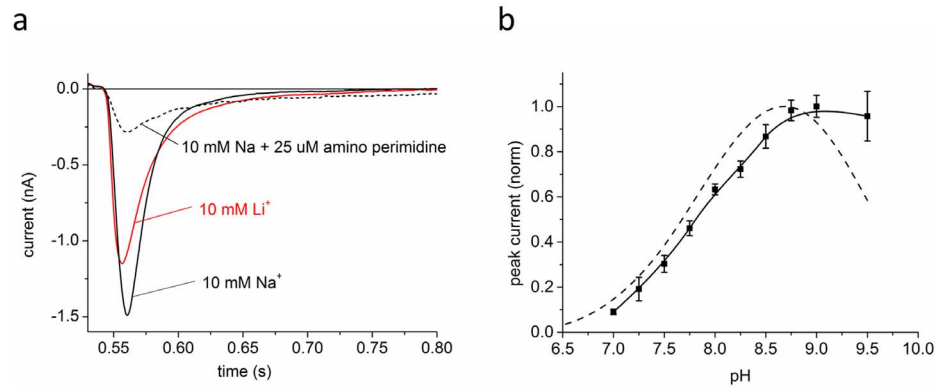 a
b
0.0
-0.5
-1.0
-1.5
current (nA)
10 mM Na + 25 uM amino perimidine
10 mM Li⁺
10 mM Na⁺
0.55 0.60 0.65 0.70 0.75 0.80
time (s)
1.0
0.8
0.6
0.4
0.2
0.0
peak current (norm)
6.5 7.0 7.5 8.0 8.5 9.0 9.5 10.0
pH